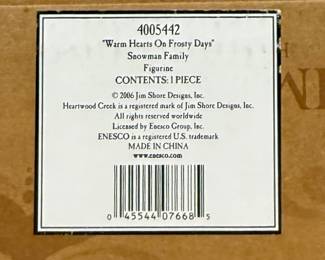 4005442
"Warm Hearts On Frosty Days"
Snowman Family
Figurine
CONTENTS: 1 PIECE
© 2006 Jim Shore Designs, Inc.
Heartwood Creek is a registered mark of Jim Shore Designs, Inc.
All rights reserved worldwide
Licensed by Enesco Group, Inc.
ENESCO is a registered U.S. trademark
MADE IN CHINA
www.enesco.com
0 45544 07668 5